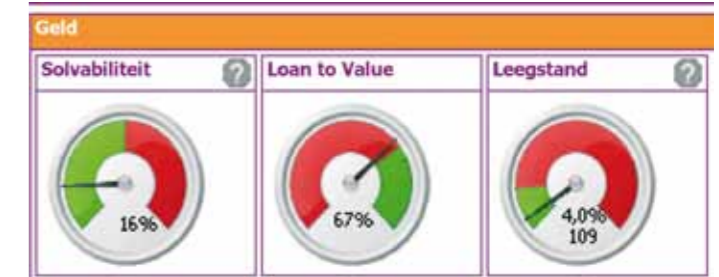 Geld
Solvabiliteit
?
Loan to Value
Leegstand
?
16%
67%
4,0%
109